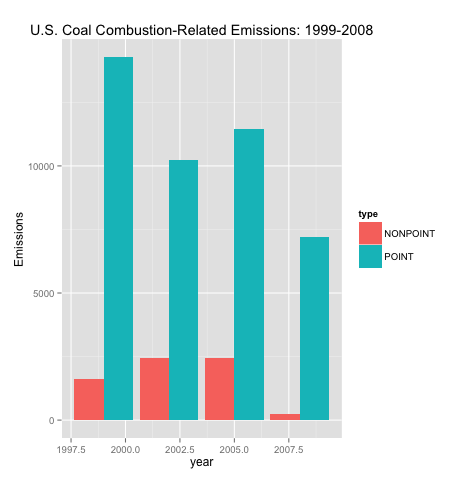 U.S. Coal Combustion-Related Emissions: 1999-2008
10000
5000
0
Emissions
1997.5 2000.0 2002.5 2005.0 2007.5
year
type
NONPOINT
POINT